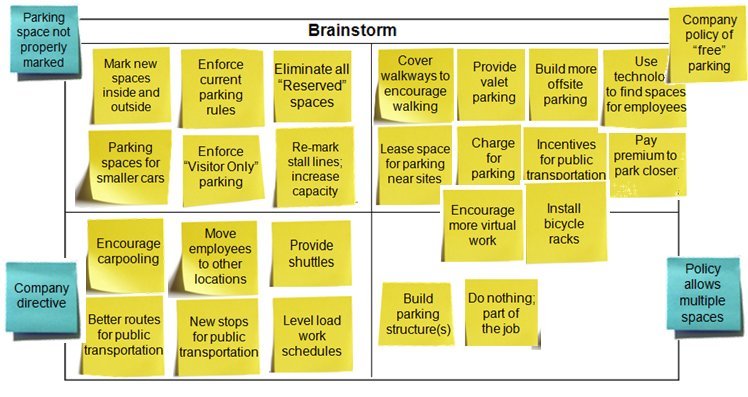 Parking
space not
properly
marked
Brainstorm
Company
policy of
“free”
parking
Mark new
spaces
inside and
outside
Enforce
current
parking
rules
Eliminate all
“Reserved”
spaces
Cover
walkways to
encourage
walking
Provide
valet
parking
Build more
offsite
parking
Use
technolo
to find spaces
for employees
Parking
spaces for
smaller cars
Enforce
“Visitor Only”
parking
Re-mark
stall lines;
increase
capacity
Lease space
for parking
near sites
Charge
for
parking
Incentives
for public
transportation
Pay
premium to
park closer
Encourage
more virtual
work
Install
bicycle
racks
Encourage
carpooling
Move
employees
to other
locations
Provide
shuttles
Company
directive
Better routes
for public
transportation
New stops
for public
transportation
Level load
work
schedules
Build
parking
structure(s)
Do nothing;
part of
the job
Policy
allows
multiple
spaces